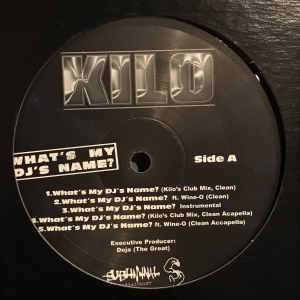 KILO
WHAT'S MY
DJ'S NAME?
Side A
1.What's My DJ's Name? (Kilo's Club Mix, Clean)
2.What's My DJ's Name? ft. Wine-O (Clean)
3.What's My DJ's Name? Instrumental
4.What's My DJ's Name? (Kilo's Club Mix, Clean Acapella)
5.What's My DJ's Name? ft. Wine-O (Clean Accapella)
Executive Producer:
Deja (The Great)
SUBLIMINAL